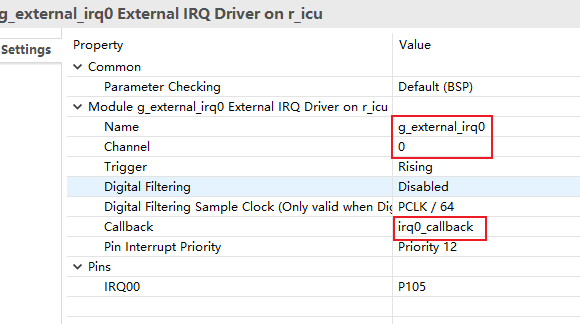 g_external_irq0 External IRQ Driver on r_icu
Settings
Property Value
Common
Parameter Checking Default (BSP)
Module g_external_irq0 External IRQ Driver on r_icu
Name g_external_irq0
Channel 0
Trigger Rising
Digital Filtering Disabled
Digital Filtering Sample Clock (Only valid when Dig PCLK / 64
Callback irq0_callback
Pin Interrupt Priority Priority 12
Pins
IRQ00 P105